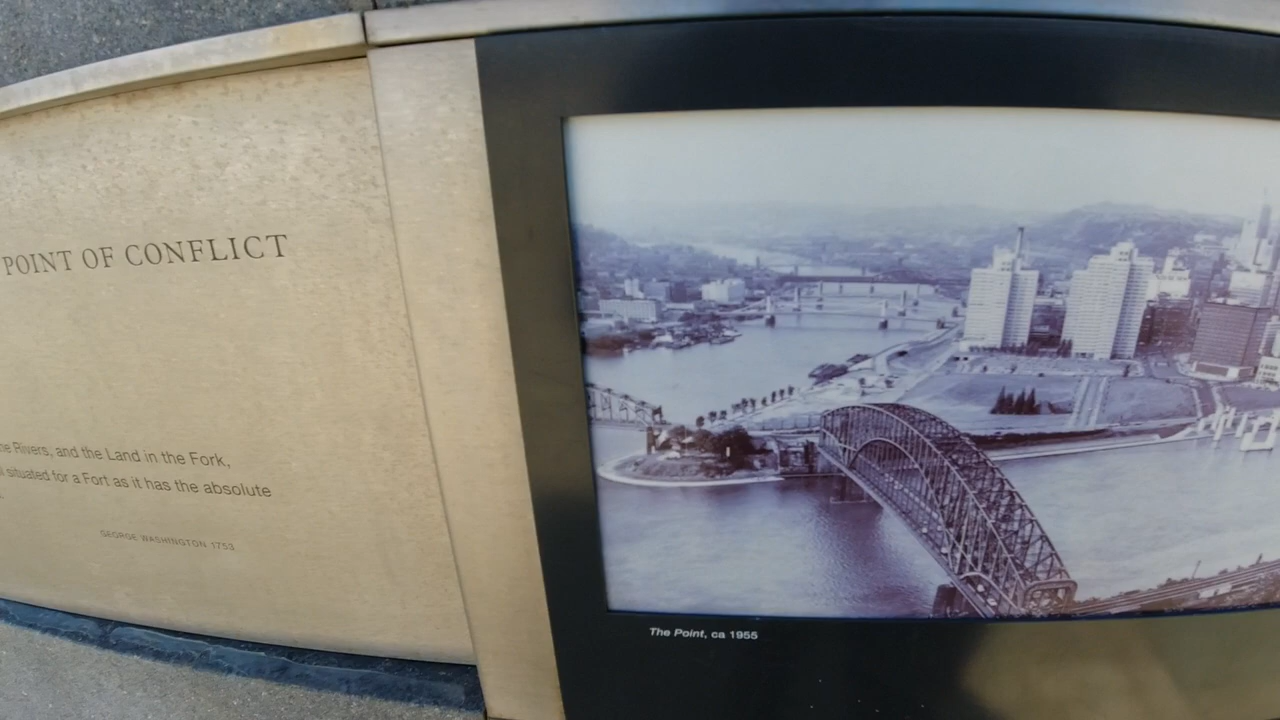 POINT OF CONFLICT
Rivers, and the Land in the Fork,
situated for a Fort as it has the absolute
GEORGE WASHINGTON 1753
The Point, ca 1955